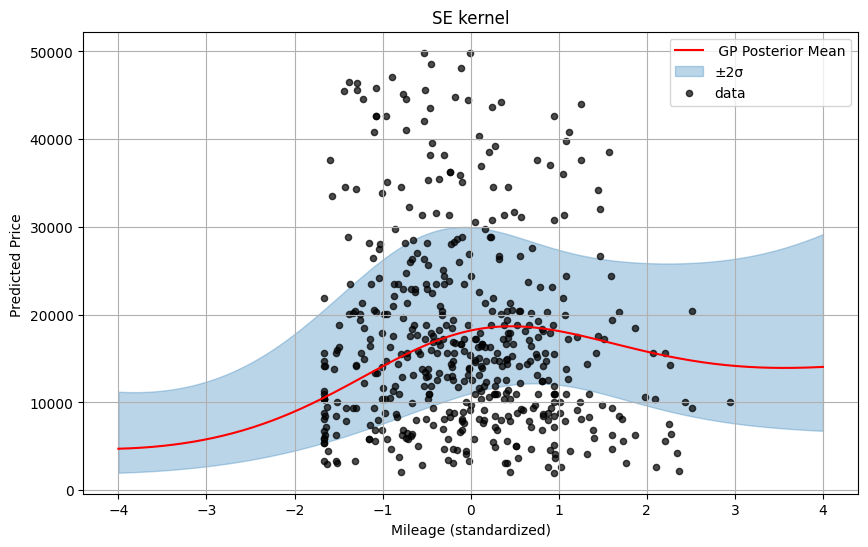 SE kernel
GP Posterior Mean
±2σ
data
Predicted Price
50000
40000
30000
20000
10000
0
−4 −3 −2 −1 0 1 2 3 4
Mileage (standardized)